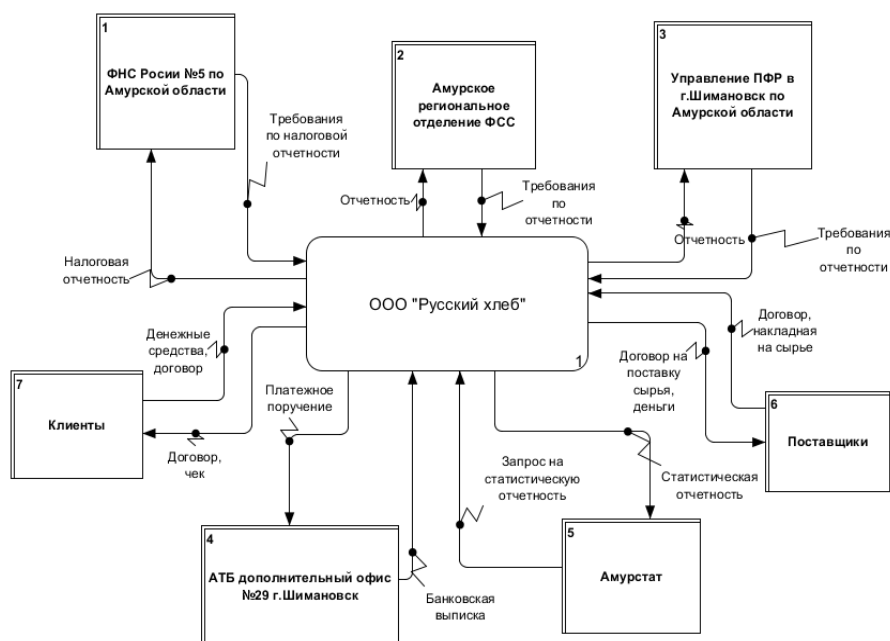 1
ФНС Росии №5 по
Амурской области
2
Амурское
региональное
отделение ФСС
3
Управление ПФР в
г.Шимановск по
Амурской области
Требования
по налоговой
отчетности
Отчетность
Требования
по
отчетности
Отчетность
Требования
по
отчетности
Налоговая
отчетность
ООО "Русский хлеб"
1
Денежные
средства,
договор
Договор,
накладная
на сырье
7
Клиенты
Договор,
чек
Платежное
поручение
Запрос на
статистическую
отчетность
Договор на
поставку
сырья,
деньги
6
Поставщики
Статистическая
отчетность
4
АТБ дополнительный офис
№29 г.Шимановск
Банковская
выписка
5
Амурстат